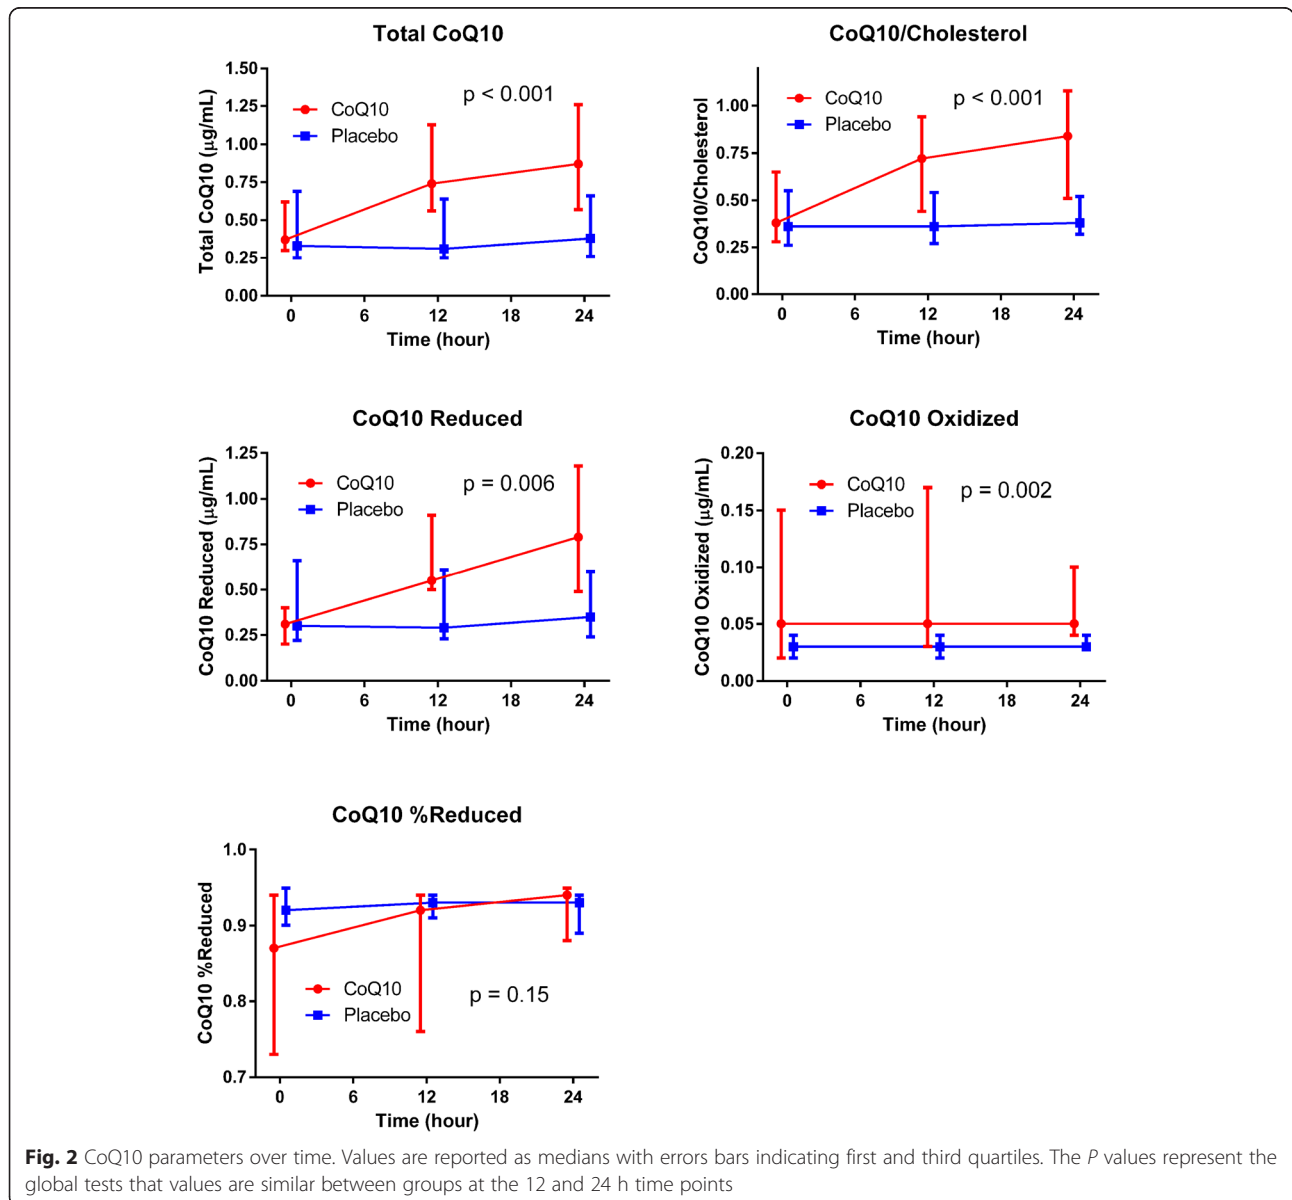 Total CoQ10
Total CoQ10 (µg/mL)
1.50
1.25
1.00
0.75
0.50
0.25
0.00
CoQ10
Placebo
p < 0.001
0 6 12 18 24
Time (hour)
CoQ10/Cholesterol
CoQ10/Cholesterol
1.00
0.75
0.50
0.25
0.00
CoQ10
Placebo
p < 0.001
0 6 12 18 24
Time (hour)
CoQ10 Reduced
CoQ10 Reduced (µg/mL)
1.25
1.00
0.75
0.50
0.25
0.00
CoQ10
Placebo
p = 0.006
0 6 12 18 24
Time (hour)
CoQ10 Oxidized
CoQ10 Oxidized (µg/mL)
0.20
0.15
0.10
0.05
0.00
CoQ10
Placebo
p = 0.002
0 6 12 18 24
Time (hour)
CoQ10 %Reduced
CoQ10 %Reduced
1.0
0.9
0.8
0.7
CoQ10
Placebo
p = 0.15
0 6 12 18 24
Time (hour)
Fig. 2 CoQ10 parameters over time. Values are reported as medians with errors bars indicating first and third quartiles. The P values represent the
global tests that values are similar between groups at the 12 and 24 h time points